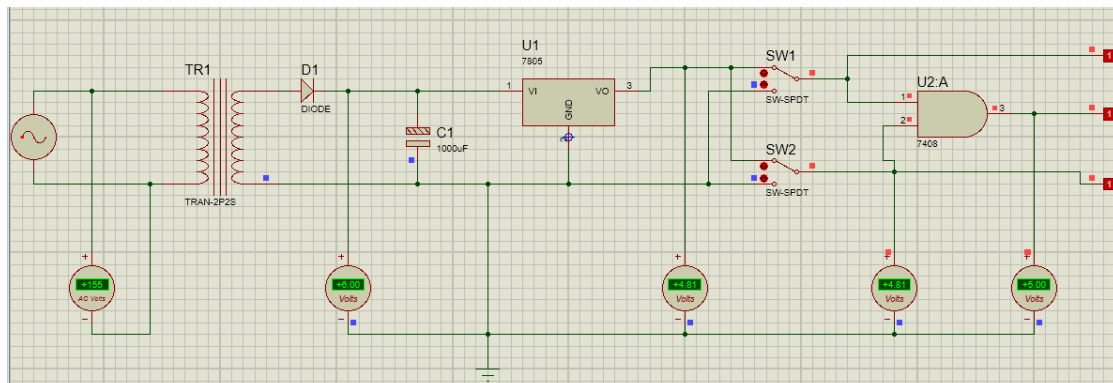 TR1
TRAN-2P2S
D1
DIODE
C1
1000uF
U1
7805
1
VI
VO
3
GND
SW1
SW-SPDT
SW2
SW-SPDT
U2:A
1
2
3
7408
1
1
1
+
+155
AC Volts
−
+
+6.00
Volts
−
+
+4.81
Volts
−
+
+4.81
Volts
−
+
+5.00
Volts
−